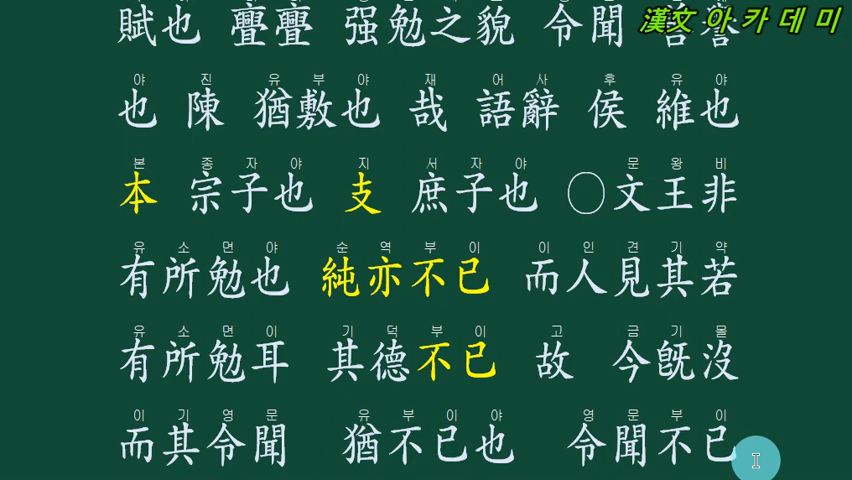 漢文 아 카 데 미
賦也 亹亹 强勉之貌 令聞 善譽
야 진 유 부 야 재 어 사 후 유 야
也 陳 猶敷也 哉 語辭 侯 維也
본 종 자 야 지 서 자 야 문 왕 비
本 宗子也 支 庶子也 ○文王非
유 소 면 야 순 역 부 이 이 인 견 기 약
有所勉也 純亦不已 而人見其若
유 소 면 이 기 덕 부 이 고 금 기 몰
有所勉耳 其德不已 故 今旣沒
이 기 영 문 유 부 이 야 영 문 부 이
而其令聞 猶不已也 令聞不已